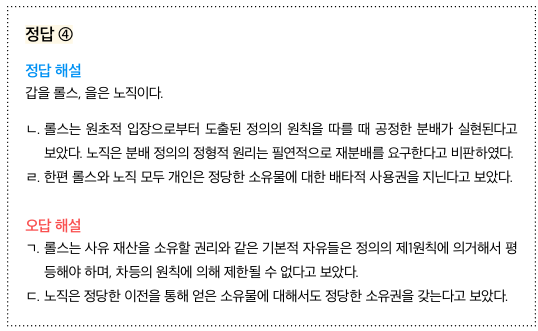 정답 ④
정답 해설
갑을 롤스, 을은 노직이다.
ㄴ. 롤스는 원초적 입장으로부터 도출된 정의의 원칙을 따를 때 공정한 분배가 실현된다고
보았다. 노직은 분배 정의의 정형적 원리는 필연적으로 재분배를 요구한다고 비판하였다.
ㄹ. 한편 롤스와 노직 모두 개인은 정당한 소유물에 대한 배타적 사용권을 지닌다고 보았다.
오답 해설
ㄱ. 롤스는 사유 재산을 소유할 권리와 같은 기본적 자유들은 정의의 제1원칙에 의거해서 평
등해야 하며, 차등의 원칙에 의해 제한될 수 없다고 보았다.
ㄷ. 노직은 정당한 이전을 통해 얻은 소유물에 대해서도 정당한 소유권을 갖는다고 보았다.